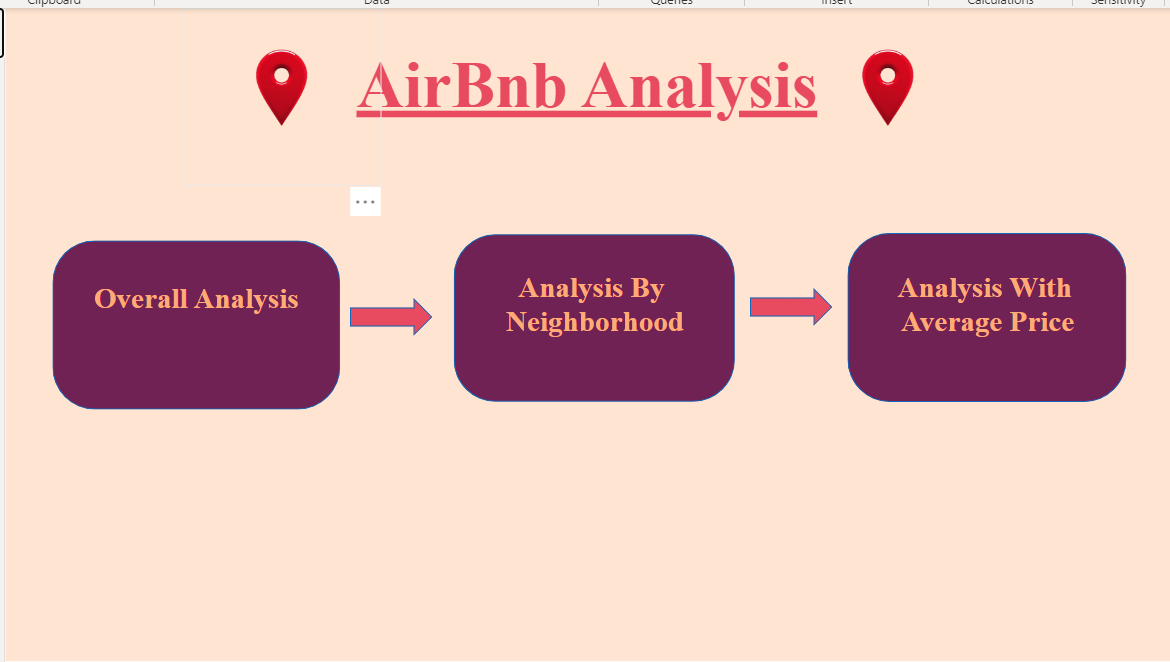 Clipboard Data Queries Insert Calculations Sensitivity
AirBnb Analysis
Overall Analysis
Analysis By
Neighborhood
Analysis With
Average Price